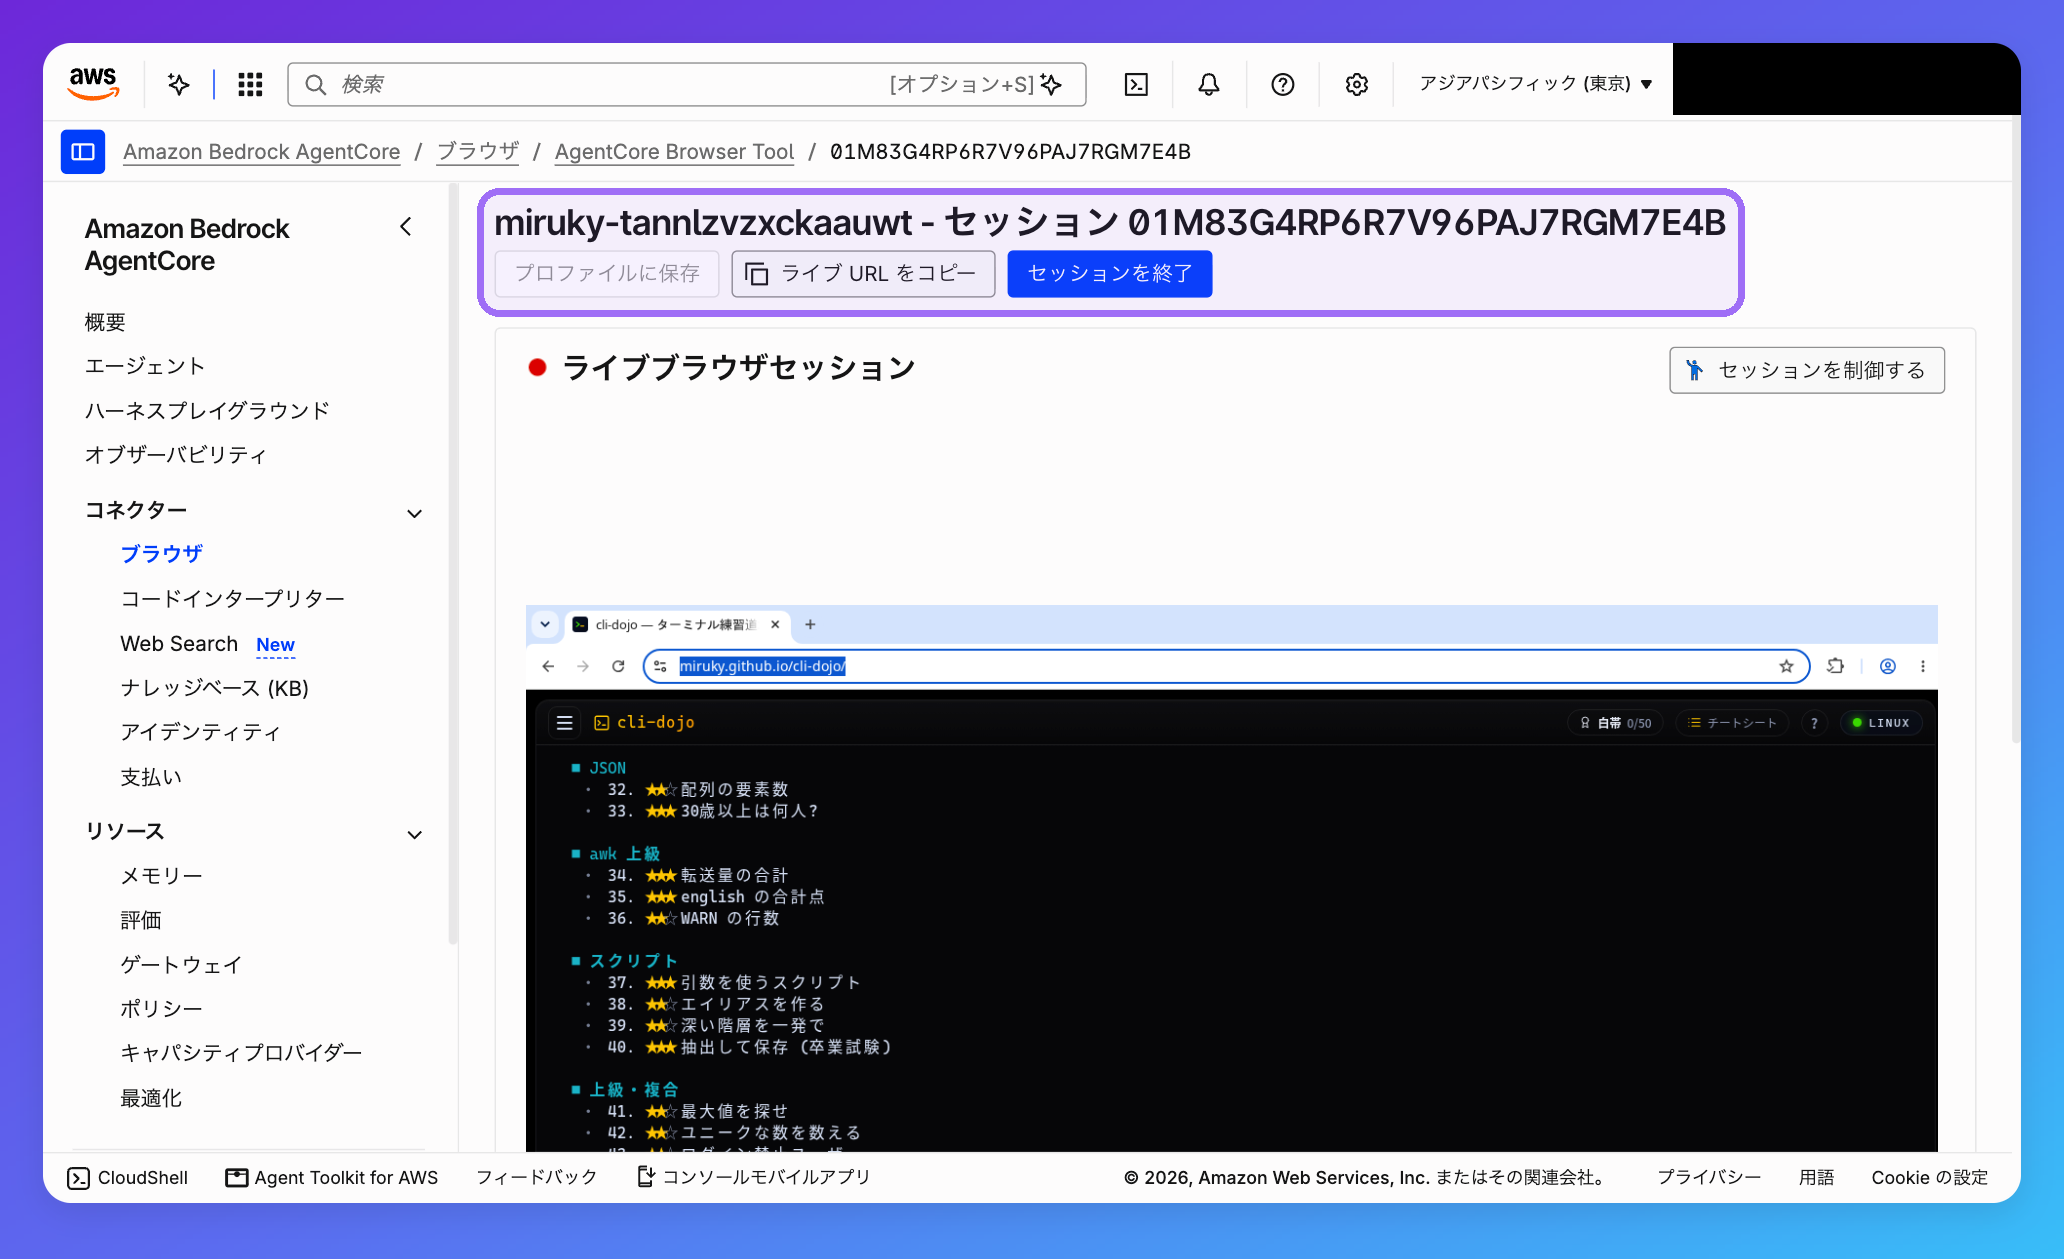 aws
検索
[オプション+S]
アジアパシフィック (東京)
Amazon Bedrock AgentCore / ブラウザ / AgentCore Browser Tool / 01M83G4RP6R7V96PAJ7RGM7E4B
Amazon Bedrock
AgentCore
概要
エージェント
ハーネスプレイグラウンド
オブザーバビリティ
コネクター
ブラウザ
コードインタープリター
Web Search New
ナレッジベース (KB)
アイデンティティ
支払い
リソース
メモリー
評価
ゲートウェイ
ポリシー
キャパシティプロバイダー
最適化
miruky-tannlzvzxckaauwt - セッション 01M83G4RP6R7V96PAJ7RGM7E4B
プロファイルに保存
ライブ URL をコピー
セッションを終了
ライブブラウザセッション
セッションを制御する
cli-dojo — ターミナル練習道
miruky.github.io/cli-dojo/
cli-dojo
白帯 0/50
チートシート
?
LINUX
■ JSON
・ 32. ★★☆配列の要素数
・ 33. ★★★30歳以上は何人?
■ awk 上級
・ 34. ★★★転送量の合計
・ 35. ★★★english の合計点
・ 36. ★★☆WARN の行数
■ スクリプト
・ 37. ★★★引数を使うスクリプト
・ 38. ★★☆エイリアスを作る
・ 39. ★★☆深い階層を一発で
・ 40. ★★★抽出して保存 (卒業試験)
■ 上級・複合
・ 41. ★★☆最大値を探せ
・ 42. ★★☆ユニークな数を数える
CloudShell
Agent Toolkit for AWS
フィードバック
コンソールモバイルアプリ
© 2026, Amazon Web Services, Inc. またはその関連会社。
プライバシー
用語
Cookie の設定